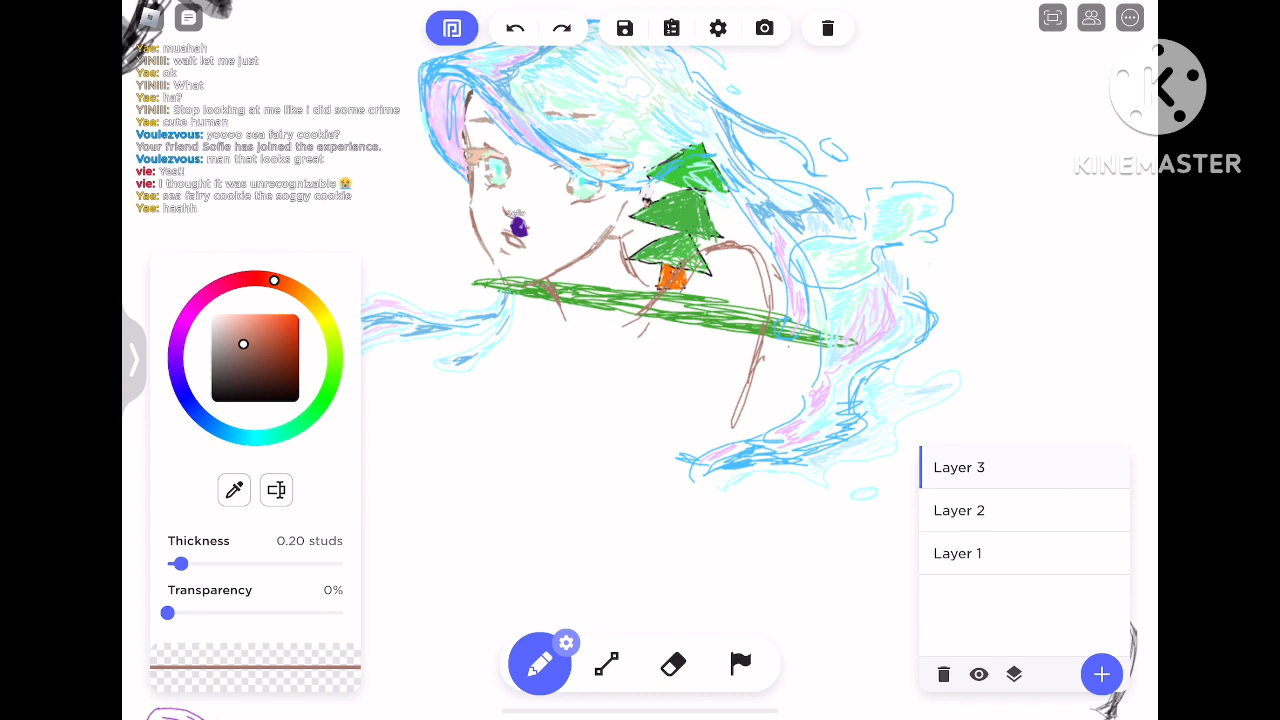 Yae: muahah
YINIII: wait let me just
Yae: ok
YINIII: What
Yae: ha?
YINIII: Stop looking at me like i did some crime
Yae: cute human
Voulezvous: yoooo sea fairy cookie?
Your friend Sofie has joined the experience.
Voulezvous: man that looks great
vie: Yes!!
vie: I thought it was unrecognizable 😭
Yae: sea fairy cookie the soggy cookie
Yae: haahh
KINEMASTER
Sofie
Thickness 0.20 studs
Transparency 0%
Layer 3
Layer 2
Layer 1